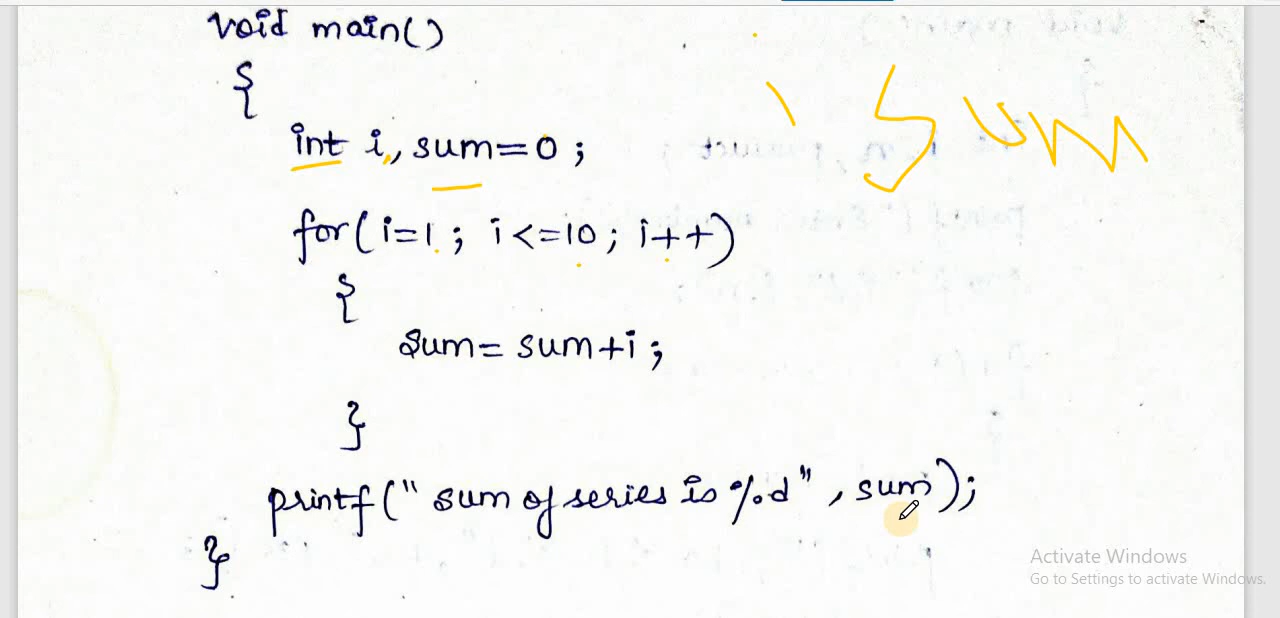 void main()
{
int i, sum=0;
for(i=1; i<=10; i++)
{
sum= sum+i;
}
printf("sum of series is %d", sum);
}
i sum
Activate Windows
Go to Settings to activate Windows.